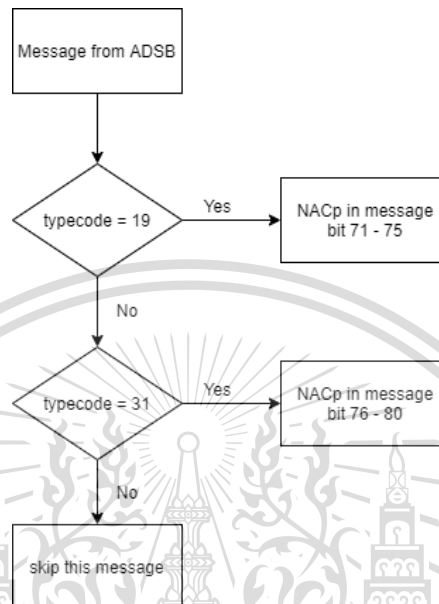 Message from ADSB
typecode = 19
Yes
NACp in message
bit 71 - 75
No
typecode = 31
Yes
NACp in message
bit 76 - 80
No
skip this message